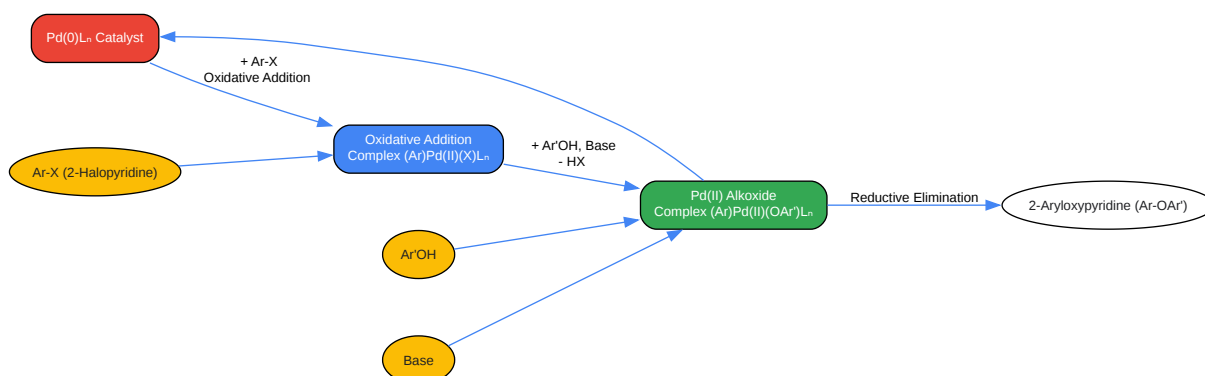 Pd(0)Lₙ Catalyst
+ Ar-X
Oxidative Addition
Oxidative Addition
Complex (Ar)Pd(II)(X)Lₙ
Ar-X (2-Halopyridine)
+ Ar'OH, Base
- HX
Pd(II) Alkoxide
Complex (Ar)Pd(II)(OAr')Lₙ
Reductive Elimination
2-Aryloxypyridine (Ar-OAr')
Ar'OH
Base